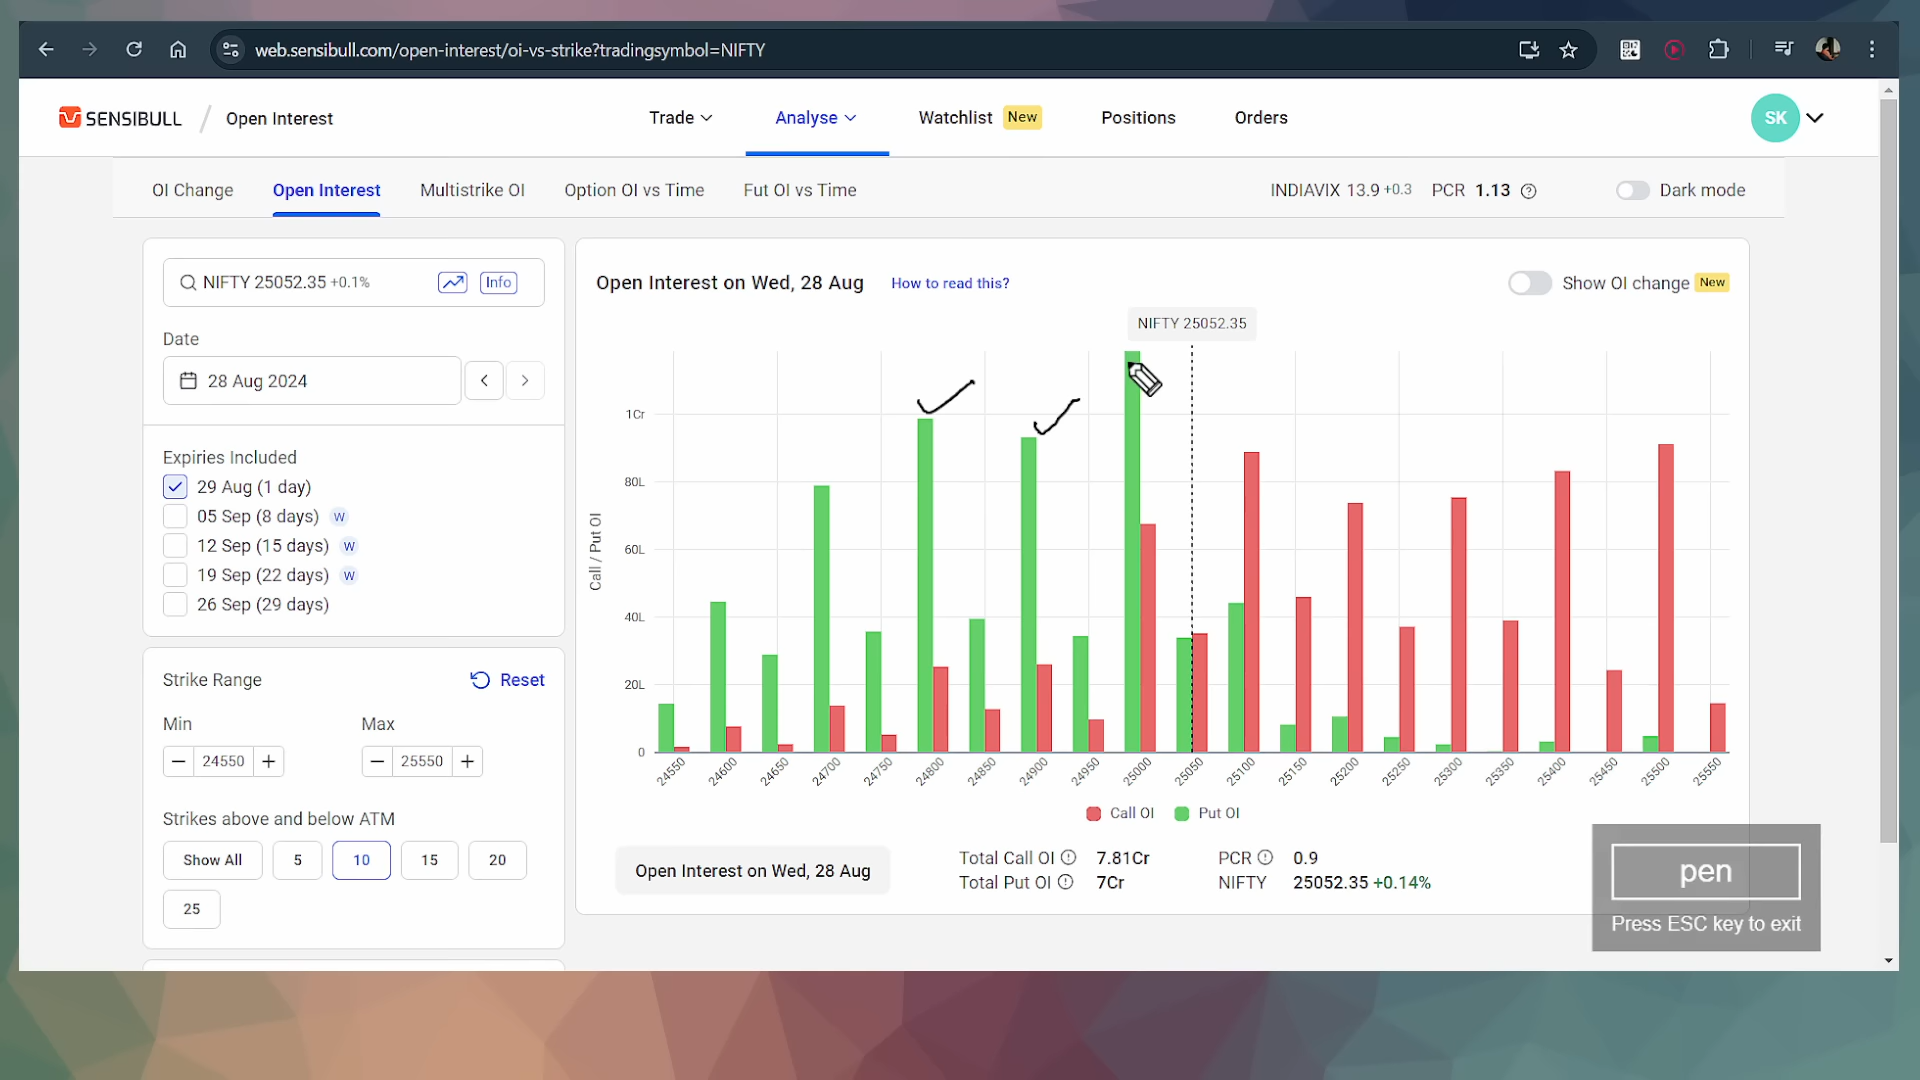 web.sensibull.com/open-interest/oi-vs-strike?tradingsymbol=NIFTY
SENSIBULL / Open Interest
Trade
Analyse
Watchlist New
Positions
Orders
SK
OI Change
Open Interest
Multistrike OI
Option OI vs Time
Fut OI vs Time
INDIAVIX 13.9 +0.3 PCR 1.13
Dark mode
NIFTY 25052.35 +0.1%
Info
Date
28 Aug 2024
Expiries Included
29 Aug (1 day)
05 Sep (8 days) W
12 Sep (15 days) W
19 Sep (22 days) W
26 Sep (29 days)
Strike Range
Reset
Min
Max
24550
25550
Strikes above and below ATM
Show All
5
10
15
20
25
Open Interest on Wed, 28 Aug
How to read this?
Show OI change New
NIFTY 25052.35
Call / Put OI
1Cr
80L
60L
40L
20L
0
24550
24600
24650
24700
24750
24800
24850
24900
24950
25000
25050
25100
25150
25200
25250
25300
25350
25400
25450
25500
25550
Call OI
Put OI
Open Interest on Wed, 28 Aug
Total Call OI 7.81Cr
Total Put OI 7Cr
PCR 0.9
NIFTY 25052.35 +0.14%
pen
Press ESC key to exit